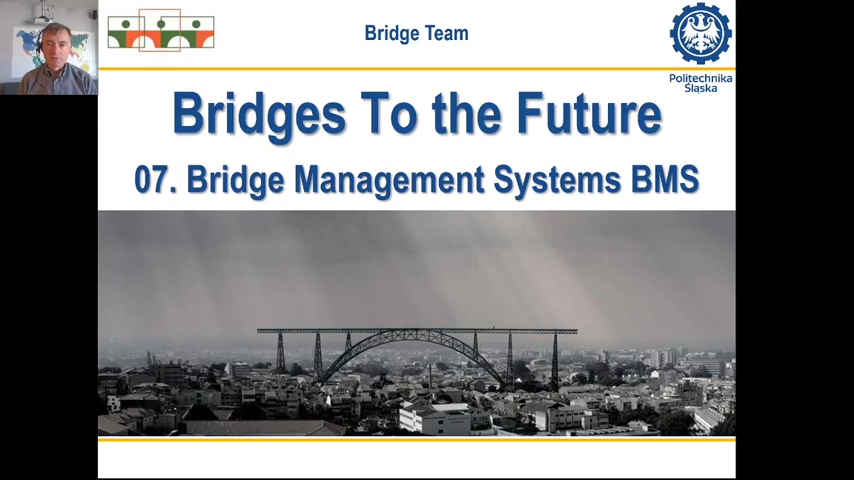 Bridge Team
Politechnika
Śląska
Bridges To the Future
07. Bridge Management Systems BMS